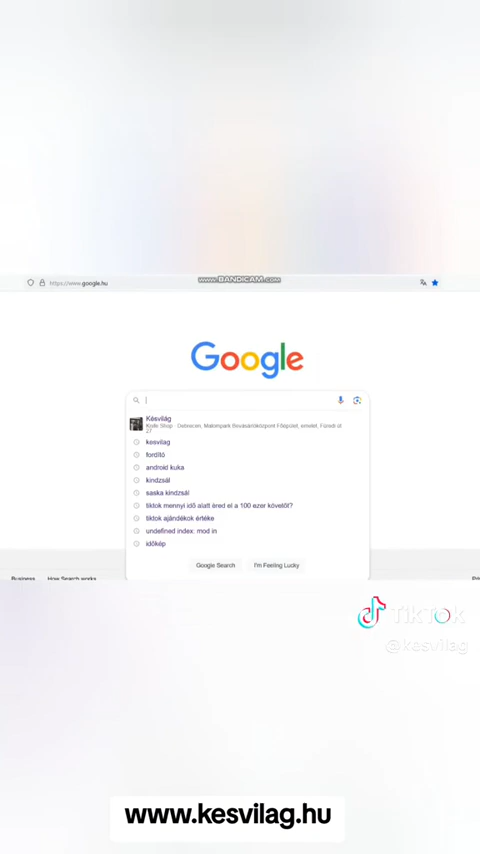 https://www.google.hu
www.BANDICAM.com
Google
Késvilág
Knife Shop · Debrecen, Malompark Bevásárlóközpont Főépület, emelet, Füredi út
27
kesvilag
fordító
android kuka
kindzsál
saska kindzsál
tiktok mennyi idő alatt éred el a 100 ezer követőt?
tiktok ajándékok értéke
undefined index: mod in
időkép
Google Search
I'm Feeling Lucky
Business
How Search works
TikTok
@kesvilag
www.kesvilag.hu